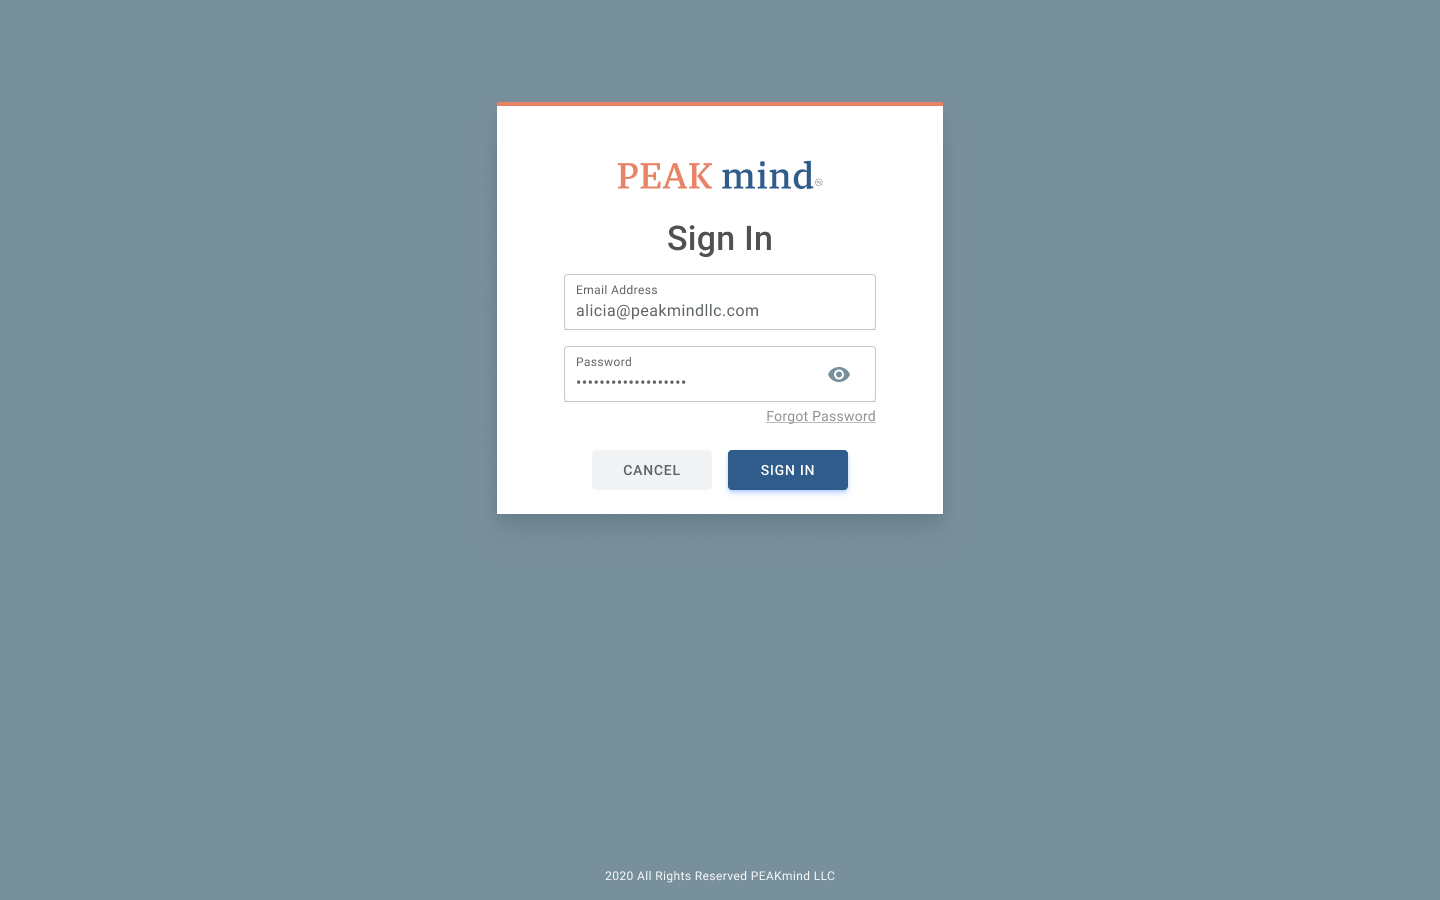 PEAK mind
Sign In
Email Address
alicia@peakmindllc.com
Password
•••••••••••••••••••
Forgot Password
CANCEL SIGN IN
2020 All Rights Reserved PEAKmind LLC